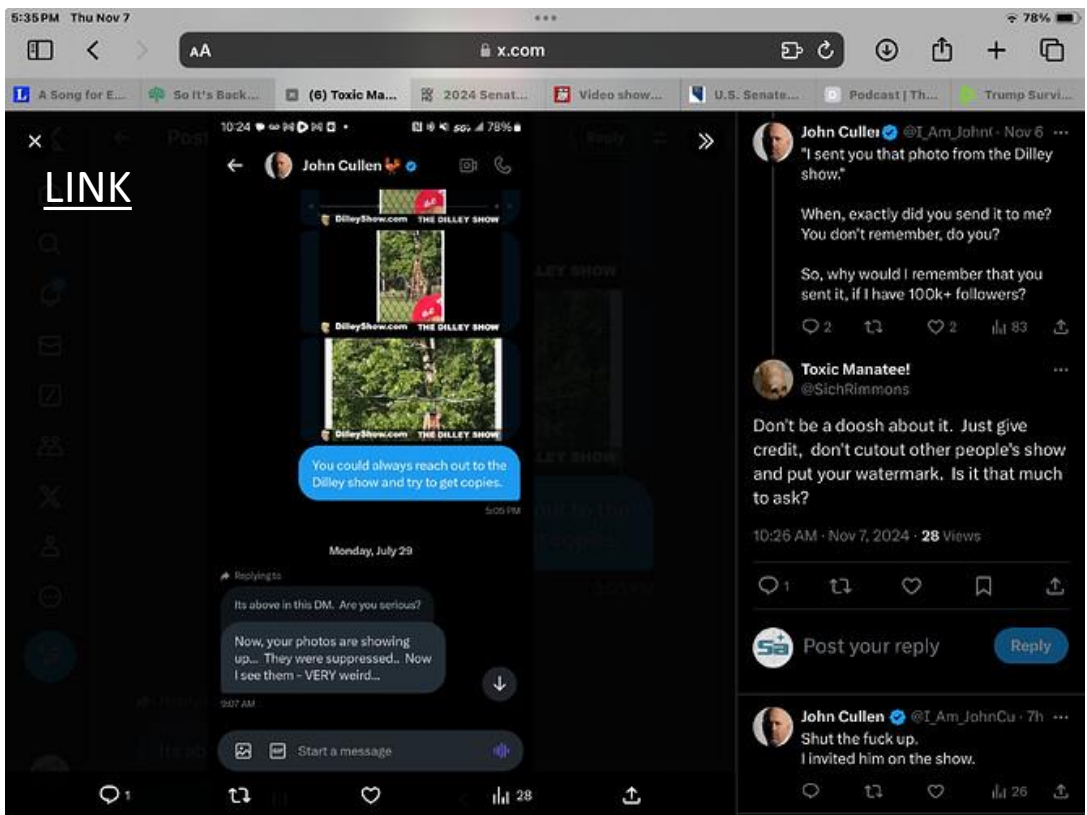 5:35 PM Thu Nov 7
78%
AA
x.com
A Song for E...
So It's Back...
(6) Toxic Ma...
2024 Senat...
Video show...
U.S. Senate...
Podcast | Th...
Trump Survi...
LINK
Post
Reply
10:24
5G
78%
John Cullen
DilleyShow.com THE DILLEY SHOW
DilleyShow.com THE DILLEY SHOW
DilleyShow.com THE DILLEY SHOW
You could always reach out to the
Dilley show and try to get copies.
5:05 PM
Monday, July 29
Replying to
Its above in this DM. Are you serious?
Now, your photos are showing
up... They were suppressed.. Now
I see them - VERY weird...
9:07 AM
Start a message
1
28
John Cullen @I_Am_John( · Nov 6
"I sent you that photo from the Dilley
show."
When, exactly did you send it to me?
You don't remember, do you?
So, why would I remember that you
sent it, if I have 100k+ followers?
2
2
83
Toxic Manatee!
@SichRimmons
Don't be a doosh about it. Just give
credit, don't cutout other people's show
and put your watermark. Is it that much
to ask?
10:26 AM · Nov 7, 2024 · 28 Views
1
Sa
Post your reply
Reply
John Cullen @I_Am_JohnCu · 7h
Shut the fuck up.
I invited him on the show.
26